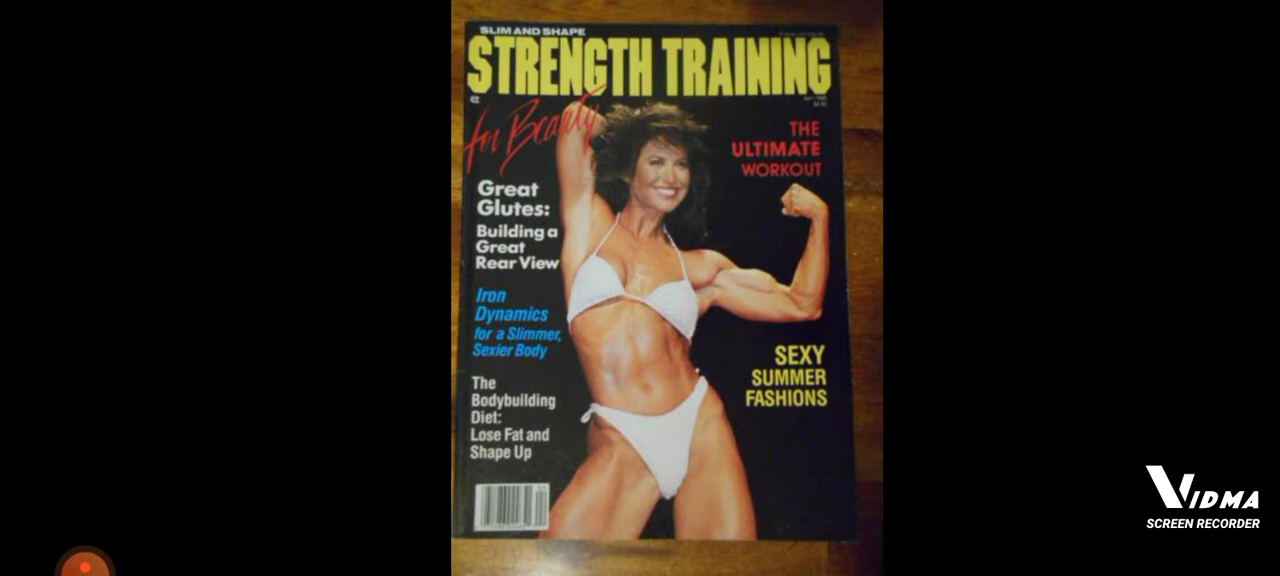 SLIM AND SHAPE
STRENGTH TRAINING
for Beauty
THE
ULTIMATE
WORKOUT
Great
Glutes:
Building a
Great
Rear View
Iron
Dynamics
for a Slimmer,
Sexier Body
SEXY
SUMMER
FASHIONS
The
Bodybuilding
Diet:
Lose Fat and
Shape Up
VIDMA
SCREEN RECORDER